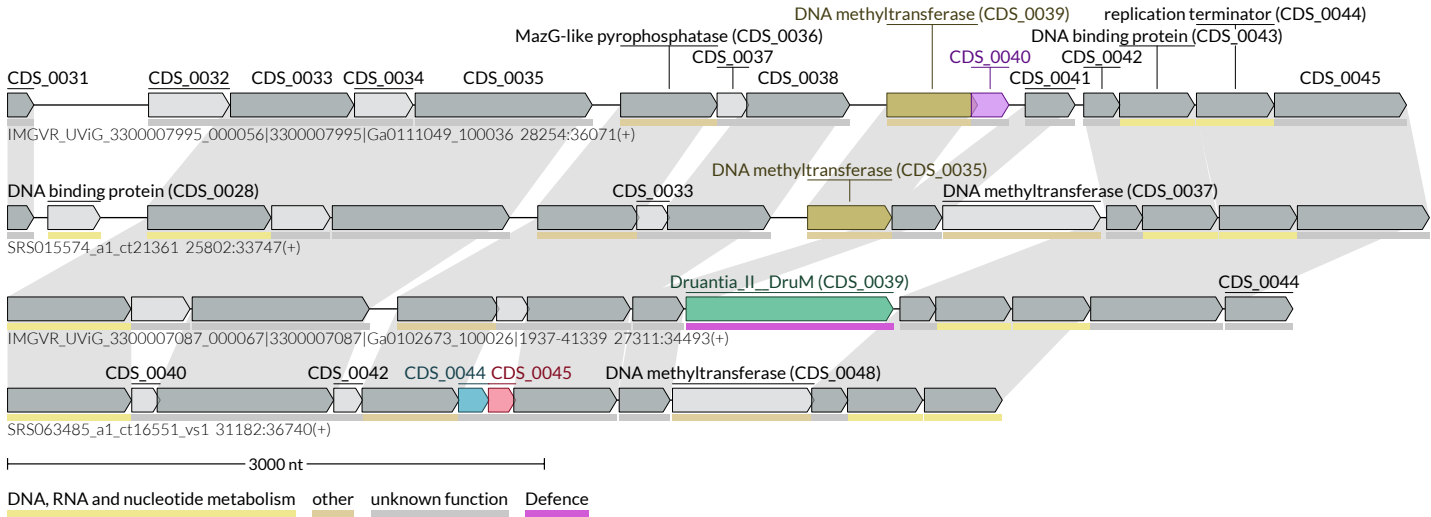 DNA methyltransferase (CDS_0039)
replication terminator (CDS_0044)
MazG-like pyrophosphatase (CDS_0036)
DNA binding protein (CDS_0043)
CDS_0037
CDS_0040
CDS_0042
CDS_0031
CDS_0032
CDS_0033
CDS_0034
CDS_0035
CDS_0038
CDS_0041
CDS_0045
IMGVR_UViG_3300007995_000056|3300007995|Ga0111049_100036 28254:36071(+)
DNA methyltransferase (CDS_0035)
DNA binding protein (CDS_0028)
CDS_0033
DNA methyltransferase (CDS_0037)
SRS015574_a1_ct21361 25802:33747(+)
Druantia_II__DruM (CDS_0039)
CDS_0044
IMGVR_UViG_3300007087_000067|3300007087|Ga0102673_100026|1937-41339 27311:34493(+)
CDS_0040
CDS_0042
CDS_0044
CDS_0045
DNA methyltransferase (CDS_0048)
SRS063485_a1_ct16551_vs1 31182:36740(+)
3000 nt
DNA, RNA and nucleotide metabolism
other
unknown function
Defence